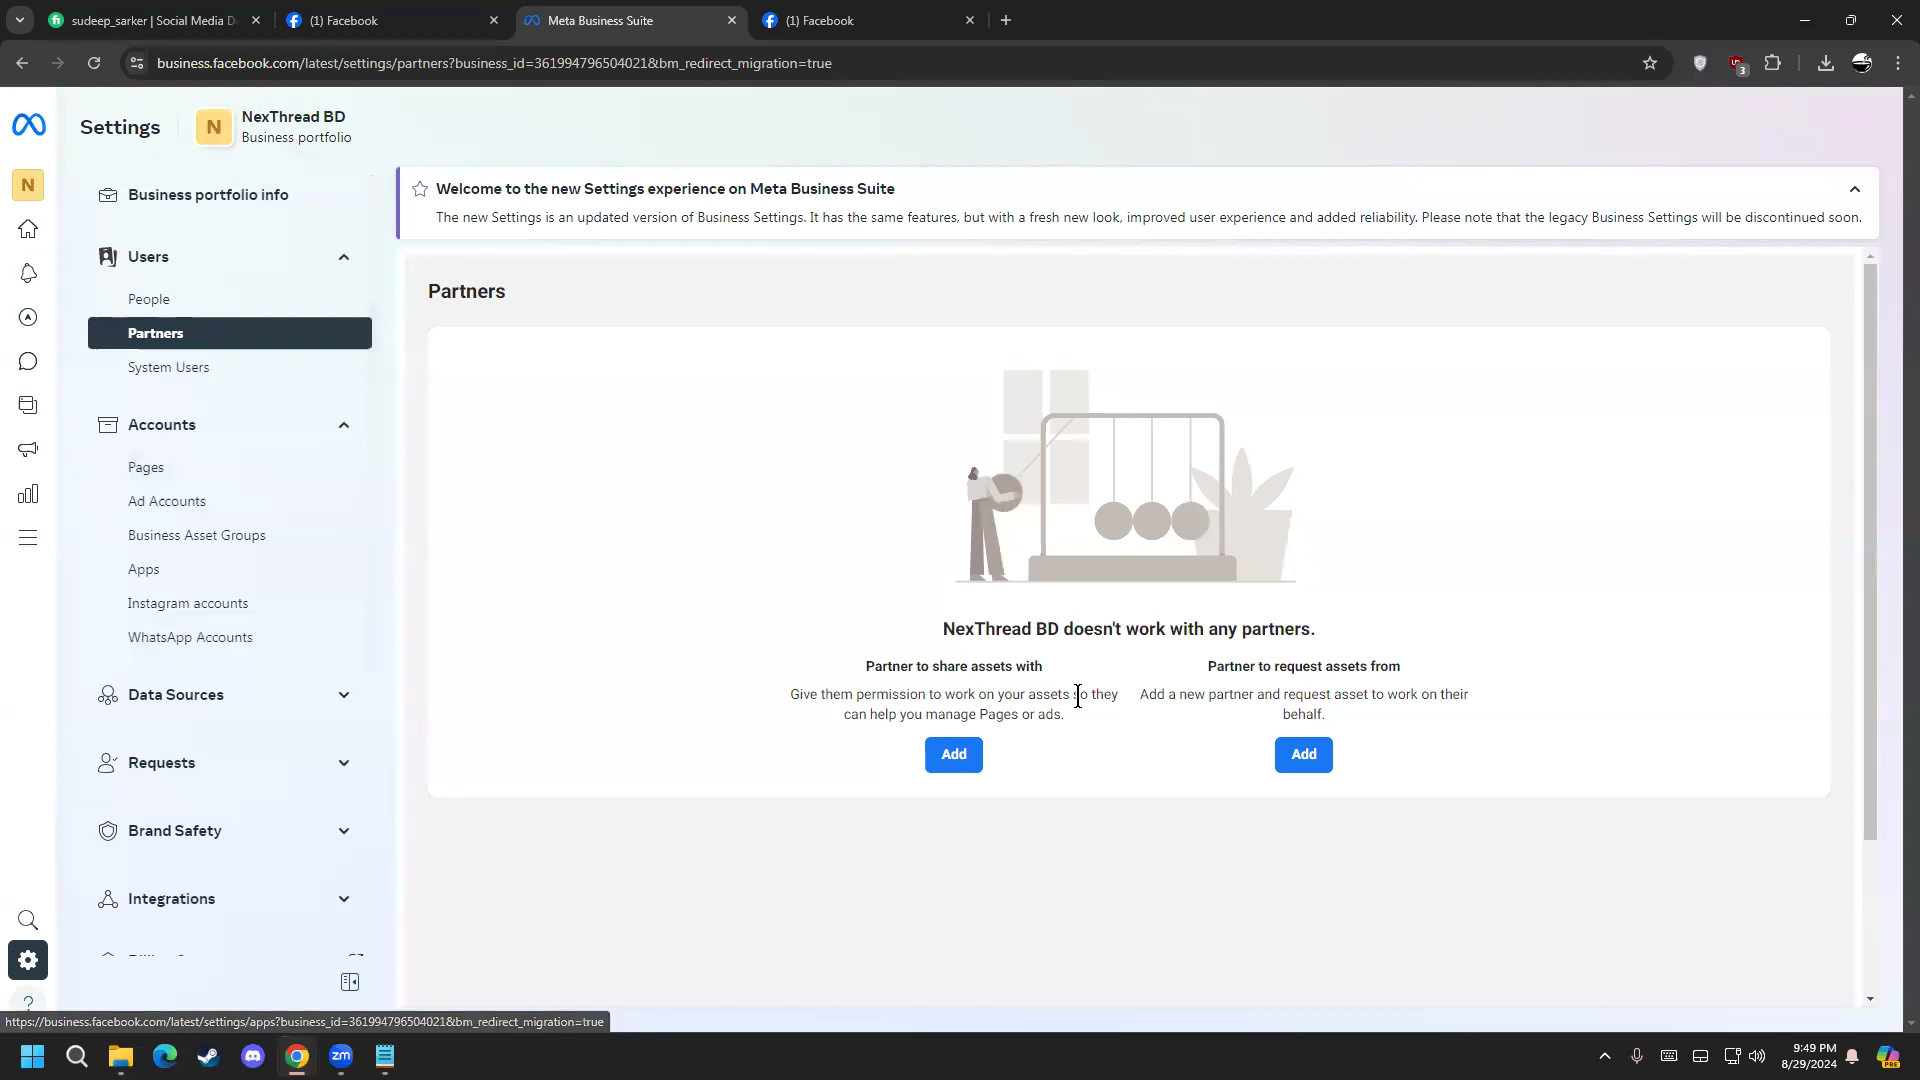 sudeep_sarker | Social Media D
(1) Facebook
Meta Business Suite
(1) Facebook
business.facebook.com/latest/settings/partners?business_id=361994796504021&bm_redirect_migration=true
3
Settings
N
NexThread BD
Business portfolio
N
Business portfolio info
Users
People
Partners
System Users
Accounts
Pages
Ad Accounts
Business Asset Groups
Apps
Instagram accounts
WhatsApp Accounts
Data Sources
Requests
Brand Safety
Integrations
Welcome to the new Settings experience on Meta Business Suite
The new Settings is an updated version of Business Settings. It has the same features, but with a fresh new look, improved user experience and added reliability. Please note that the legacy Business Settings will be discontinued soon.
Partners
NexThread BD doesn't work with any partners.
Partner to share assets with
Give them permission to work on your assets so they
can help you manage Pages or ads.
Add
Partner to request assets from
Add a new partner and request asset to work on their
behalf.
Add
https://business.facebook.com/latest/settings/apps?business_id=361994796504021&bm_redirect_migration=true
zm
9:49 PM
8/29/2024
PRE